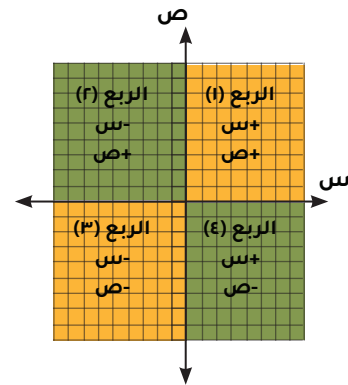 ص
الربع (١)
+س
+ص
الربع (٢)
-س
+ص
س
الربع (٣)
-س
-ص
الربع (٤)
+س
-ص